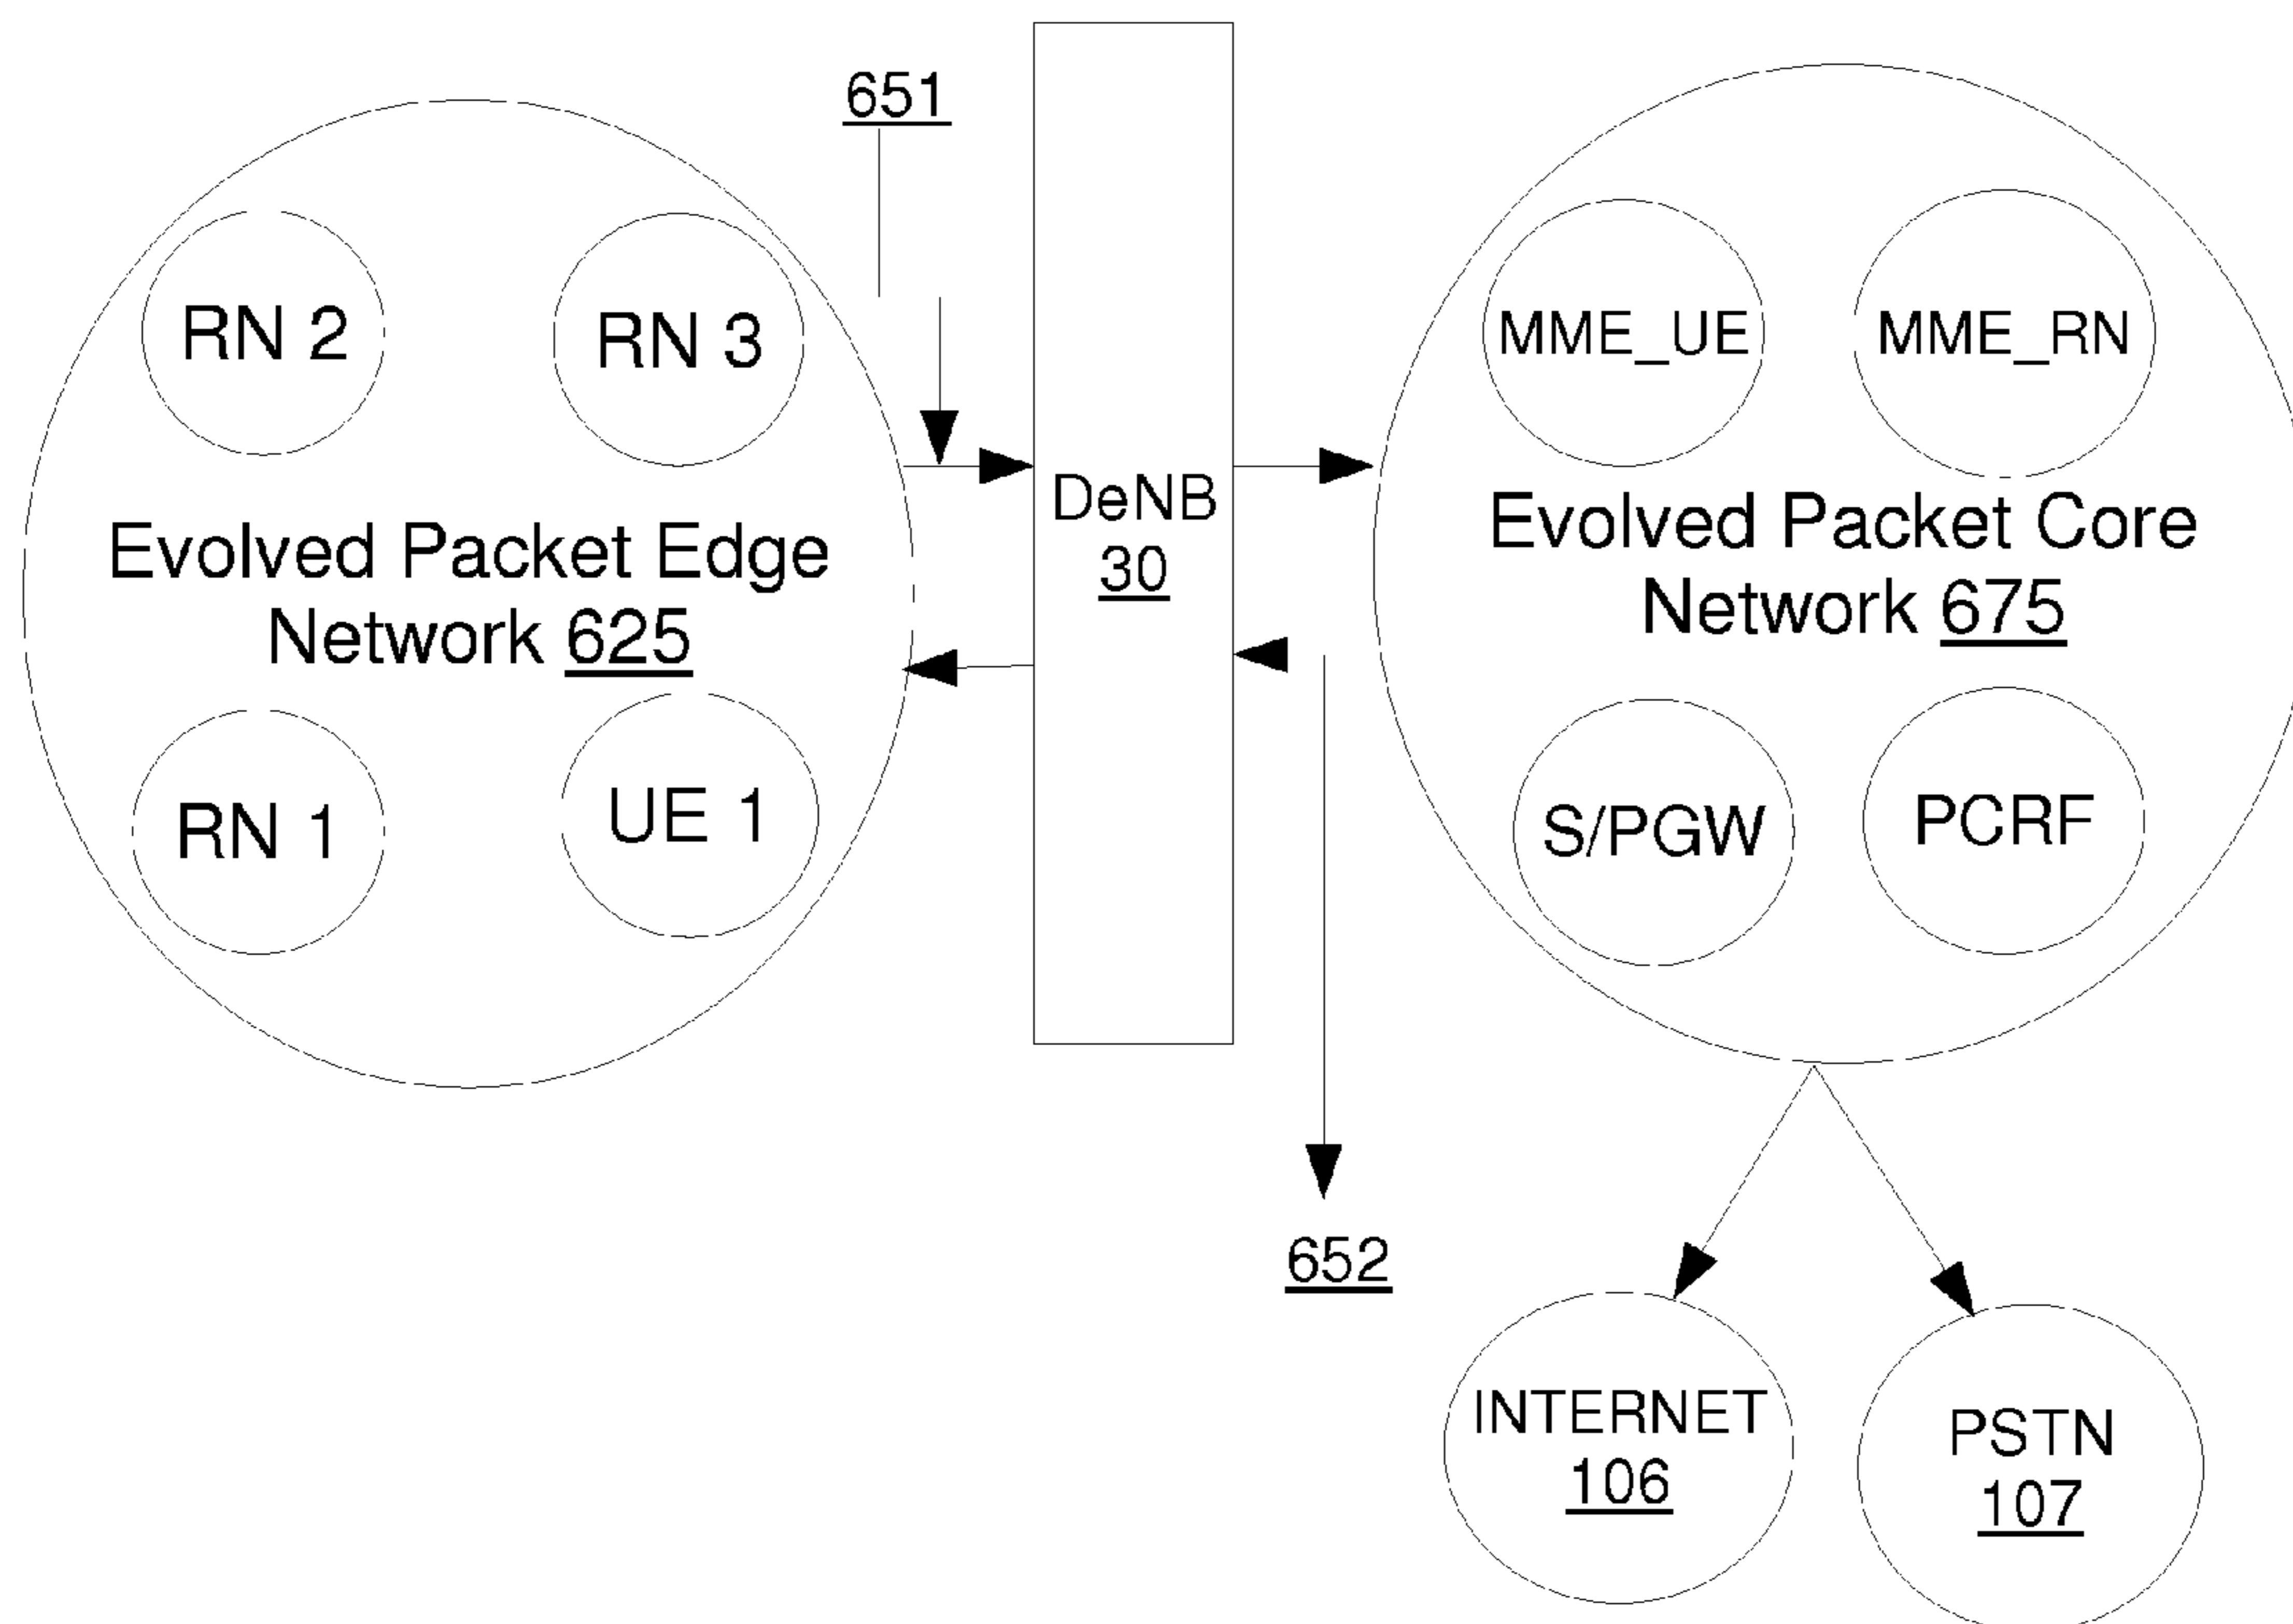 651
RN 2
RN 3
Evolved Packet Edge
Network 625
RN 1
UE 1
DeNB
30
MME_UE
MME_RN
Evolved Packet Core
Network 675
S/PGW
PCRF
652
INTERNET
106
PSTN
107